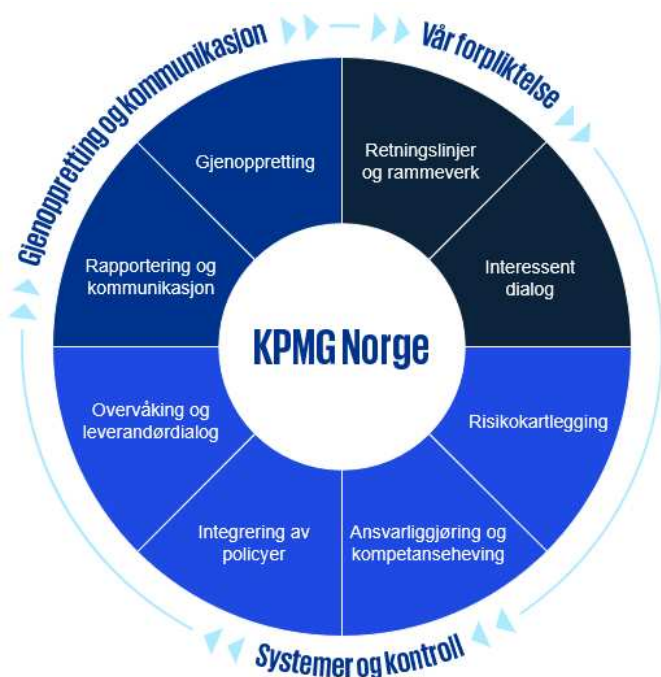 Gjenoppretting og kommunikasjon
Vår forpliktelse
Gjenoppretting
Retningslinjer
og rammeverk
Rapportering og
kommunikasjon
Interessent
dialog
KPMG Norge
Overvåking og
leverandørdialog
Risikokartlegging
Integrering av
policyer
Ansvarliggjøring og
kompetanseheving
Systemer og kontroll